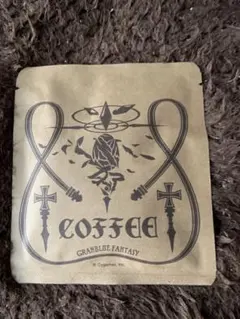 COFFEE
GRANBLUE FANTASY
© Cygames, Inc.